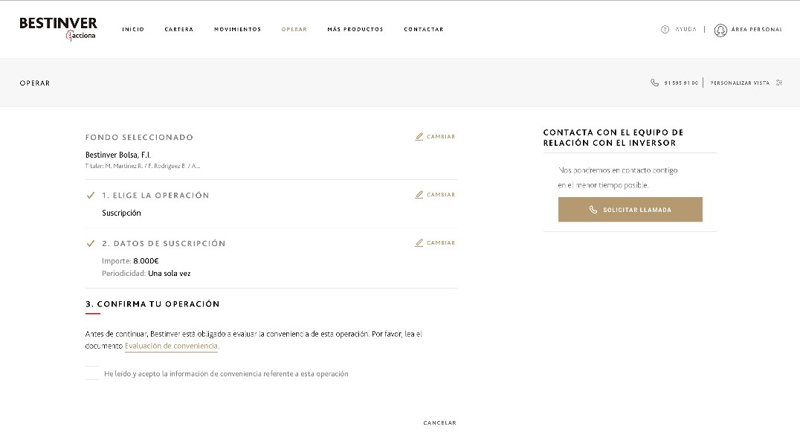 BESTINVER
acciona
INICIO CARTERA MOVIMIENTOS OPERAR MÁS PRODUCTOS CONTACTAR
AYUDA ÁREA PERSONAL
OPERAR
91 595 91 00 PERSONALIZAR VISTA
FONDO SELECCIONADO
CAMBIAR
Bestinver Bolsa, F.I.
Titular: M. Martínez R. / F. Rodríguez B. / A...
1. ELIGE LA OPERACIÓN
CAMBIAR
Suscripción
2. DATOS DE SUSCRIPCIÓN
CAMBIAR
Importe: 8.000€
Periodicidad: Una sola vez
3. CONFIRMA TU OPERACIÓN
Antes de continuar, Bestinver está obligado a evaluar la conveniencia de esta operación. Por favor, lea el
documento Evaluación de conveniencia.
He leído y acepto la información de conveniencia referente a esta operación
CANCELAR
CONTACTA CON EL EQUIPO DE
RELACIÓN CON EL INVERSOR
Nos pondremos en contacto contigo
en el menor tiempo posible.
SOLICITAR LLAMADA